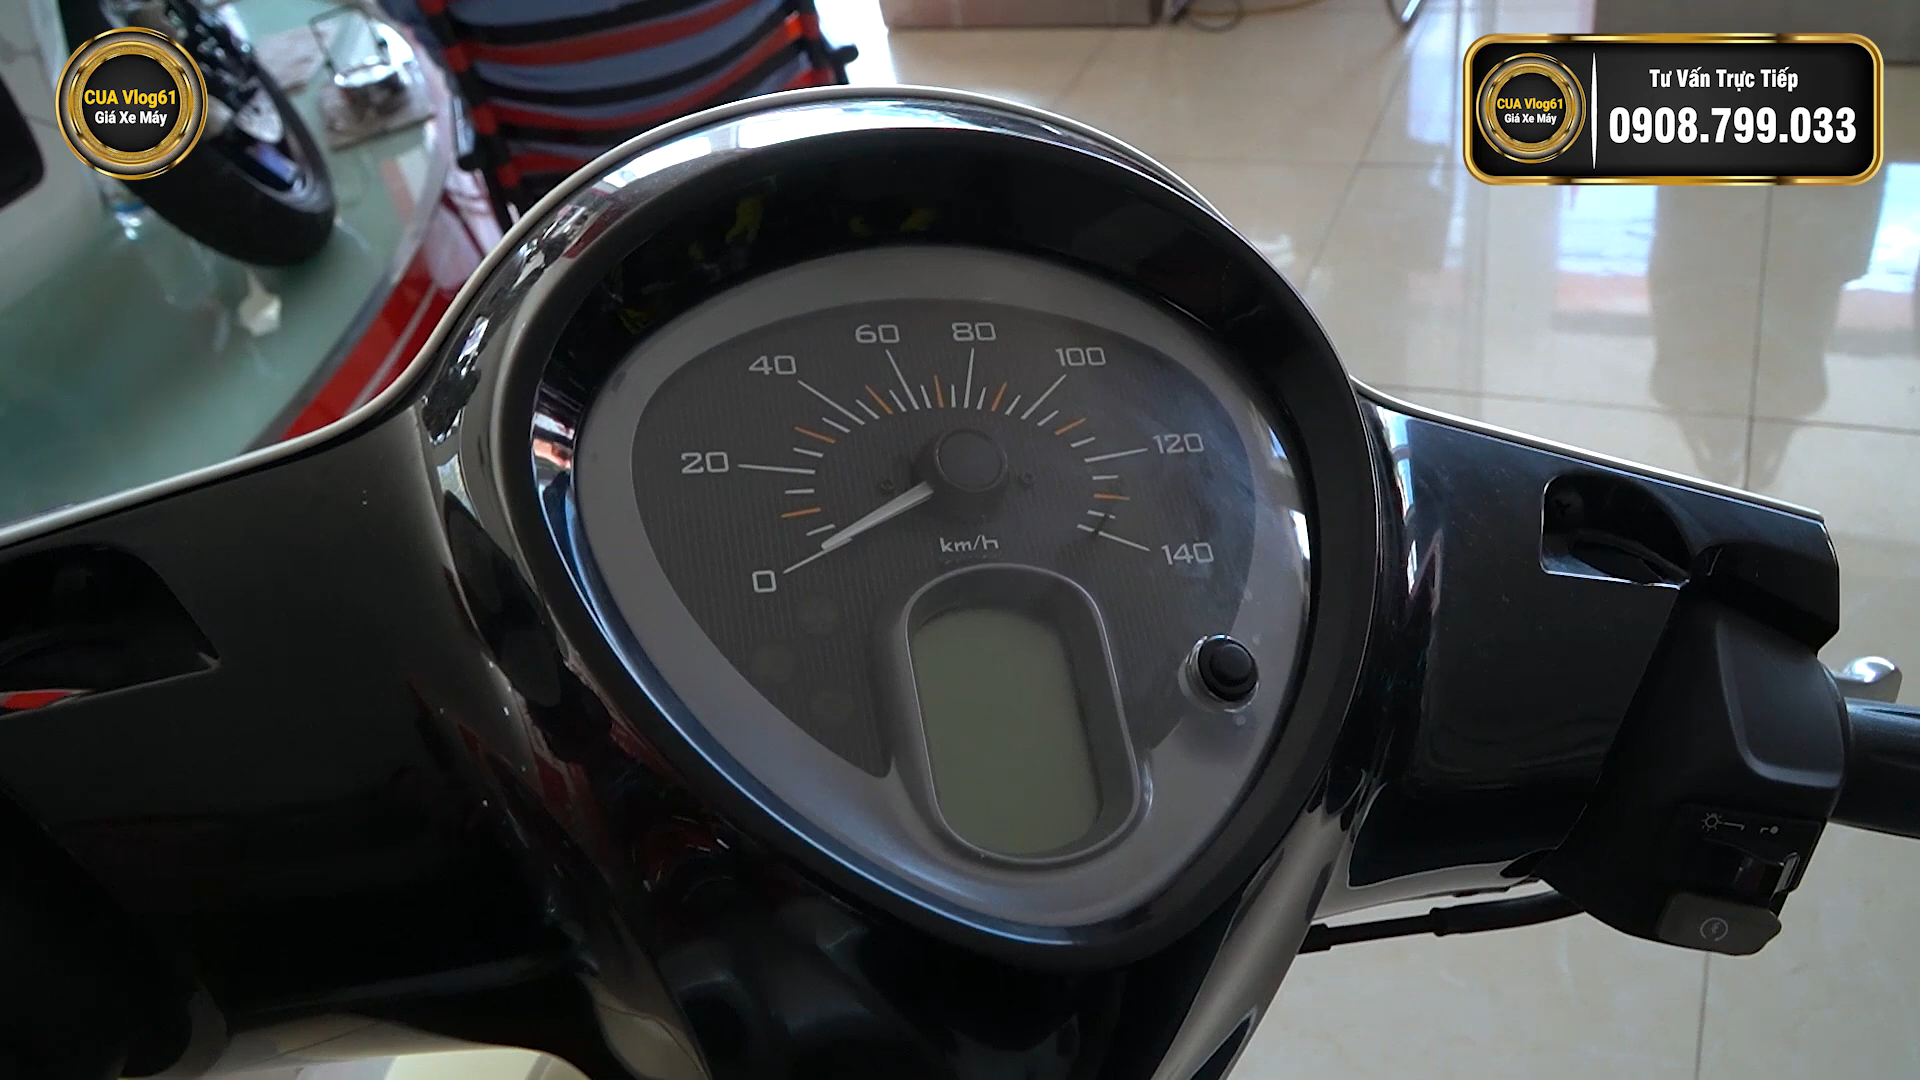 CUA Vlog61
Giá Xe Máy
CUA Vlog61
Giá Xe Máy
Tư Vấn Trực Tiếp
0908.799.033
0
20
40
60
80
100
120
140
km/h